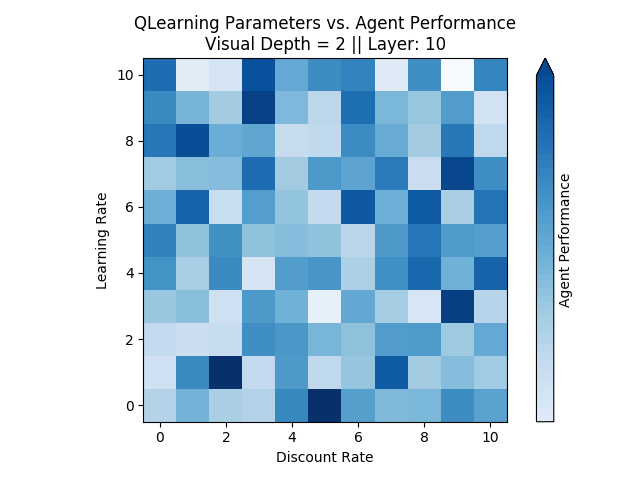 QLearning Parameters vs. Agent Performance
Visual Depth = 2 || Layer: 10
10
8
6
4
2
0
Learning Rate
0 2 4 6 8 10
Discount Rate
Agent Performance